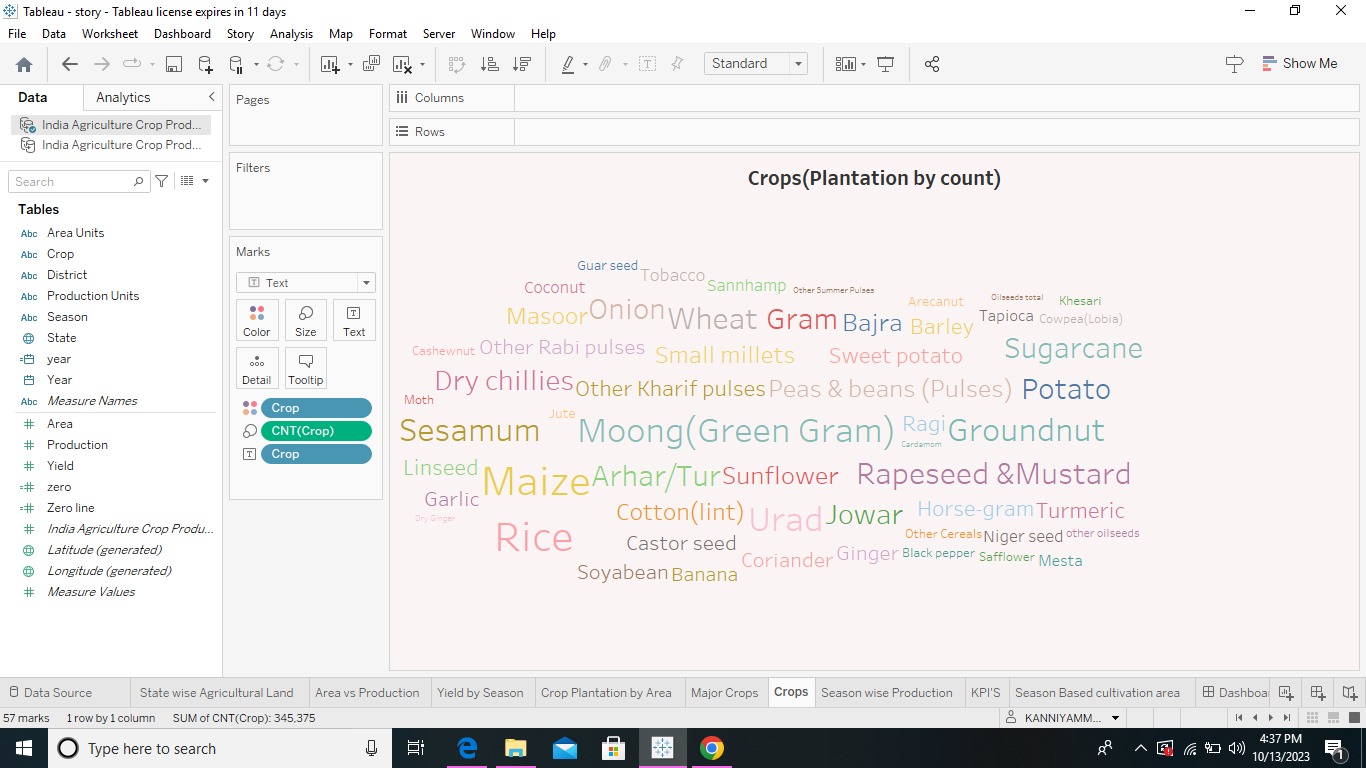 Tableau - story - Tableau license expires in 11 days
File Data Worksheet Dashboard Story Analysis Map Format Server Window Help
Standard
Show Me
Data Analytics
India Agriculture Crop Prod...
India Agriculture Crop Prod...
Search
Tables
Abc Area Units
Abc Crop
Abc District
Abc Production Units
Abc Season
State
year
Year
Abc Measure Names
Area
Production
Yield
zero
Zero line
India Agriculture Crop Produ...
Latitude (generated)
Longitude (generated)
Measure Values
Pages
Filters
Marks
Text
Color Size Text
Detail Tooltip
Crop
CNT(Crop)
Crop
Columns
Rows
Crops(Plantation by count)
Guar seed Tobacco
Coconut Sannhamp Other Summer Pulses Arecanut Oilseeds total Khesari
Masoor Onion Wheat Gram Bajra Barley Tapioca Cowpea(Lobia)
Cashewnut Other Rabi pulses Small millets Sweet potato Sugarcane
Dry chillies Other Kharif pulses Peas & beans (Pulses) Potato
Moth
Jute
Sesamum Moong(Green Gram) Ragi Groundnut
Cardamom
Linseed Maize Arhar/Tur Sunflower Rapeseed &Mustard
Garlic Cotton(lint) Urad Jowar Horse-gram Turmeric
Dry Ginger
Rice Castor seed Other Cereals Niger seed other oilseeds
Coriander Ginger Black pepper Safflower Mesta
Soyabean Banana
Data Source State wise Agricultural Land Area vs Production Yield by Season Crop Plantation by Area Major Crops Crops Season wise Production KPI'S Season Based cultivation area Dashboa
57 marks 1 row by 1 column SUM of CNT(Crop): 345,375 KANNIYAMM...
Type here to search
4:37 PM
10/13/2023
1